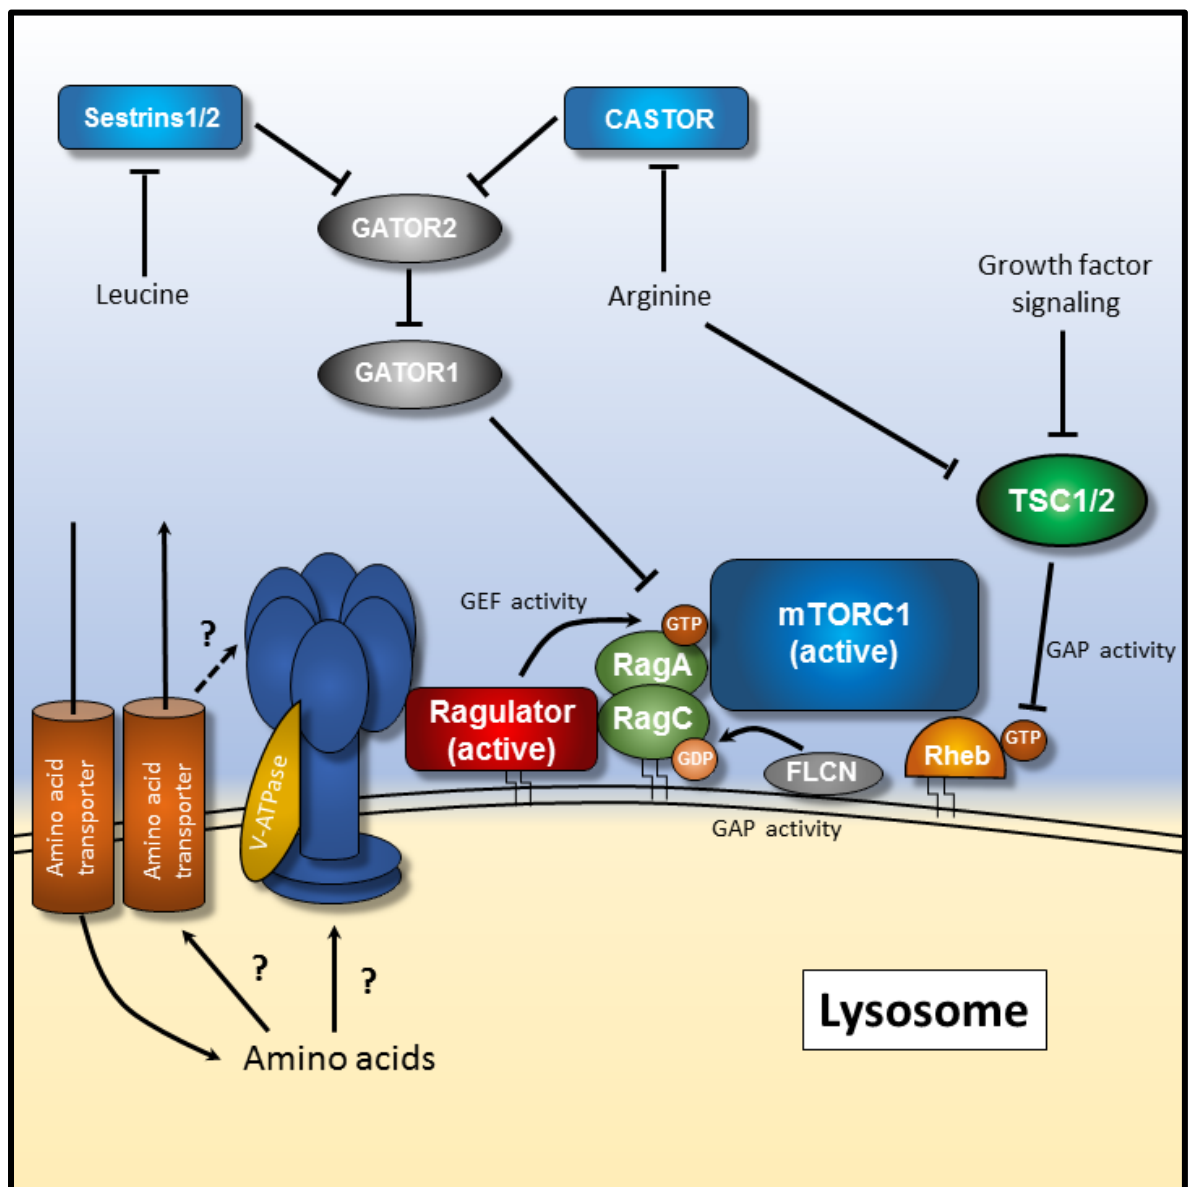 Sestrins1/2
CASTOR
GATOR2
Leucine
Arginine
Growth factor
signaling
GATOR1
TSC1/2
GEF activity
GTP
mTORC1
(active)
?
RagA
GAP activity
Ragulator
(active)
RagC
GDP
FLCN
Rheb
GTP
Amino acid
transporter
Amino acid
transporter
V-ATPase
GAP activity
?
?
Lysosome
Amino acids